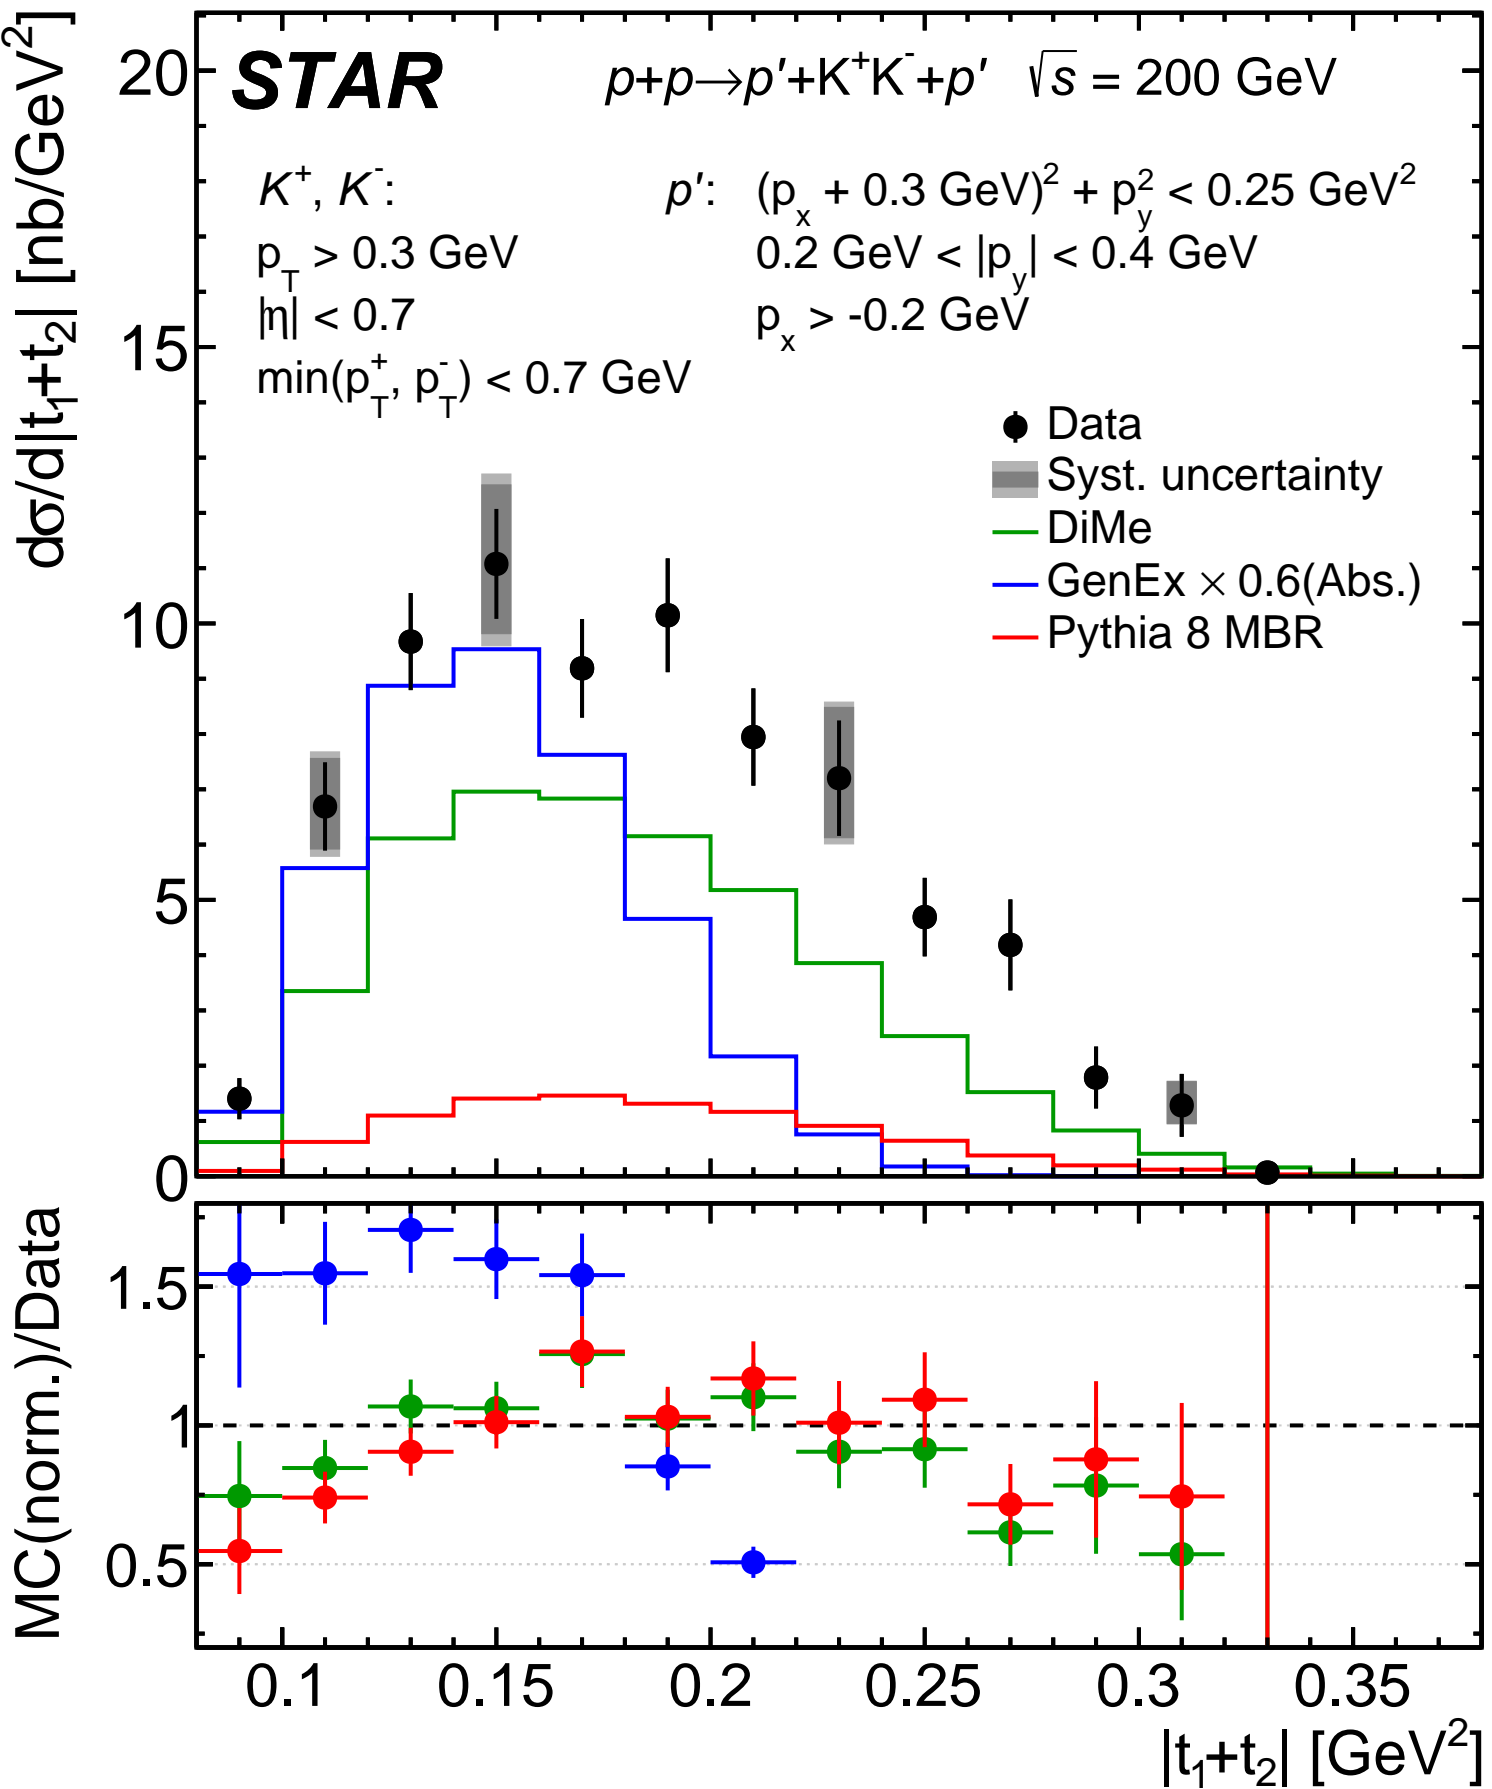 dσ/d|t₁+t₂| [nb/GeV²]
20
15
10
5
0
STAR p+p→p′+K⁺K⁻+p′ √s = 200 GeV
K⁺, K⁻: p′: (pₓ + 0.3 GeV)² + p_y² < 0.25 GeV²
p_T > 0.3 GeV 0.2 GeV < |p_y| < 0.4 GeV
|η| < 0.7 pₓ > -0.2 GeV
min(p_T⁺, p_T⁻) < 0.7 GeV
Data
Syst. uncertainty
DiMe
GenEx × 0.6(Abs.)
Pythia 8 MBR
MC(norm.)/Data
1.5
1
0.5
0.1 0.15 0.2 0.25 0.3 0.35
|t₁+t₂| [GeV²]